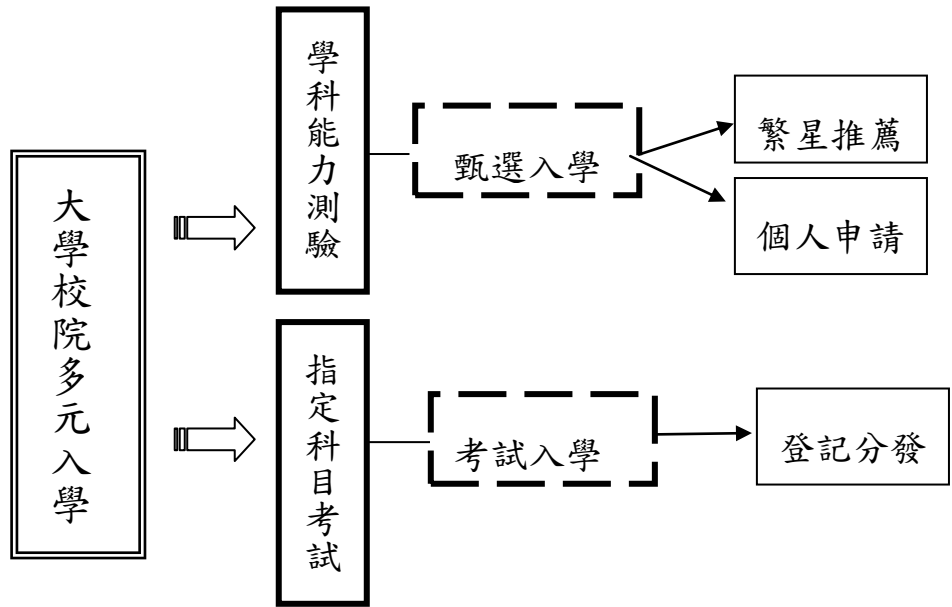 大學校院多元入學
學科能力測驗
甄選入學
繁星推薦
個人申請
指定科目考試
考試入學
登記分發